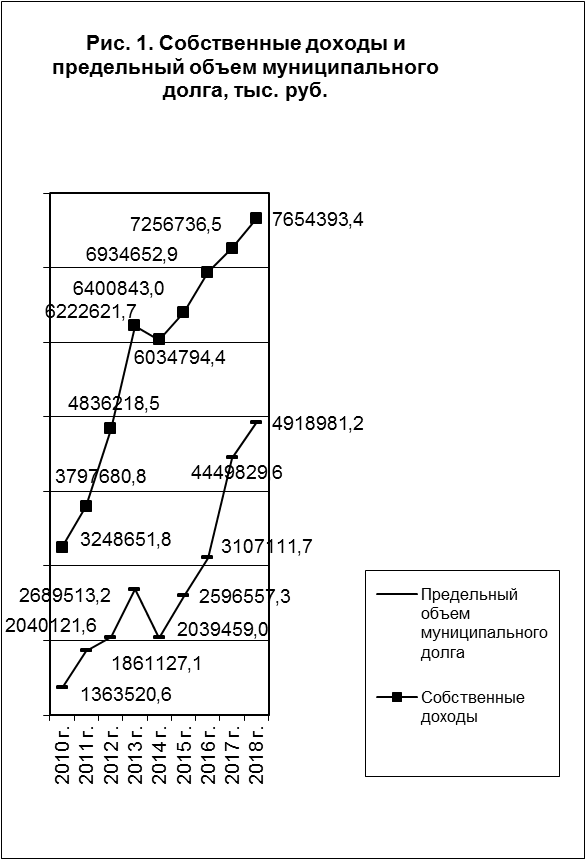 Рис. 1. Собственные доходы и
предельный объем муниципального
долга, тыс. руб.
7256736,5
7654393,4
6934652,9
6400843,0
6222621,7
6034794,4
4836218,5
4918981,2
3797680,8
4449829,6
3248651,8
3107111,7
2689513,2
2596557,3
2040121,6
2039459,0
1861127,1
1363520,6
2010 г.
2011 г.
2012 г.
2013 г.
2014 г.
2015 г.
2016 г.
2017 г.
2018г.
Предельный
объем
муниципального
долга
Собственные
доходы